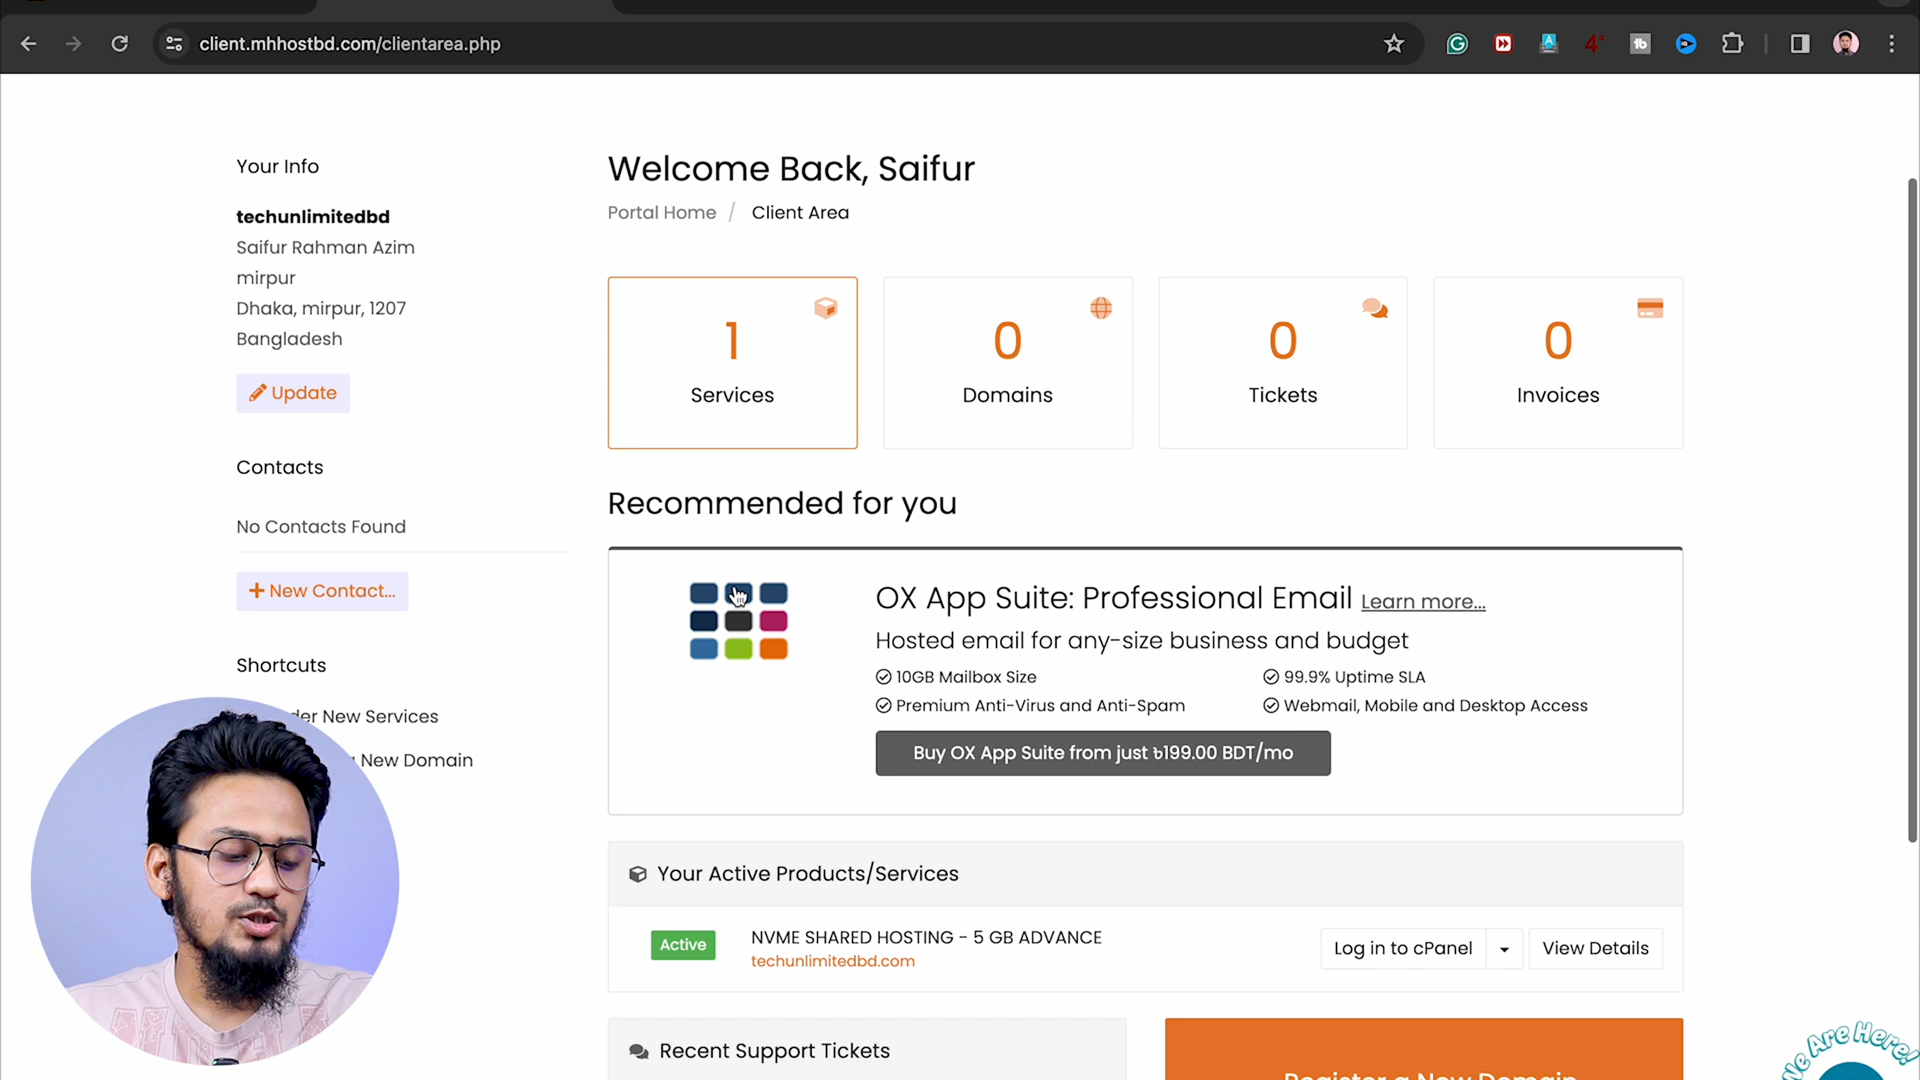 client.mhhostbd.com/clientarea.php
Your Info
techunlimitedbd
Saifur Rahman Azim
mirpur
Dhaka, mirpur, 1207
Bangladesh
Update
Contacts
No Contacts Found
New Contact...
Shortcuts
der New Services
New Domain
Welcome Back, Saifur
Portal Home / Client Area
1
Services
0
Domains
0
Tickets
0
Invoices
Recommended for you
OX App Suite: Professional Email Learn more...
Hosted email for any-size business and budget
10GB Mailbox Size
99.9% Uptime SLA
Premium Anti-Virus and Anti-Spam
Webmail, Mobile and Desktop Access
Buy OX App Suite from just ৳199.00 BDT/mo
Your Active Products/Services
Active
NVME SHARED HOSTING - 5 GB ADVANCE
techunlimitedbd.com
Log in to cPanel
View Details
Recent Support Tickets
Register a New Domain
We Are Here!